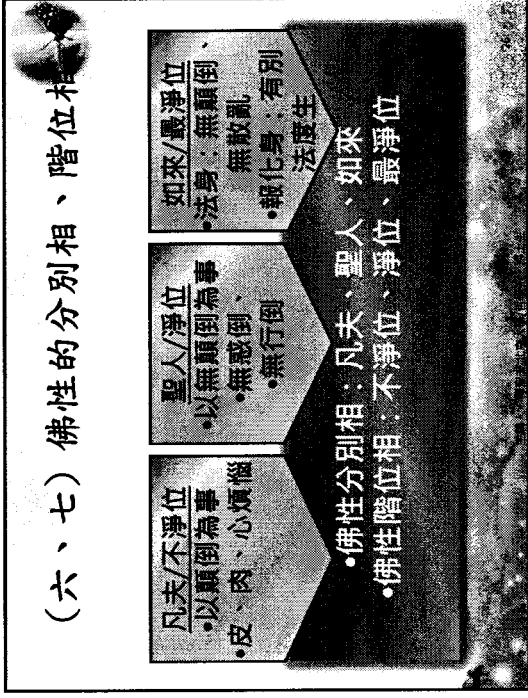 (六、七) 佛性的分別相、階位相
凡夫/不淨位
•以顛倒為事
•皮、肉、心煩惱
聖人/淨位
•以無顛倒為事
•無惑倒、
•無行倒
如來/最淨位
•法身：無顛倒、
無散亂
•報化身：有別
法度生
•佛性分別相：凡夫、聖人、如來
•佛性階位相：不淨位、淨位、最淨位